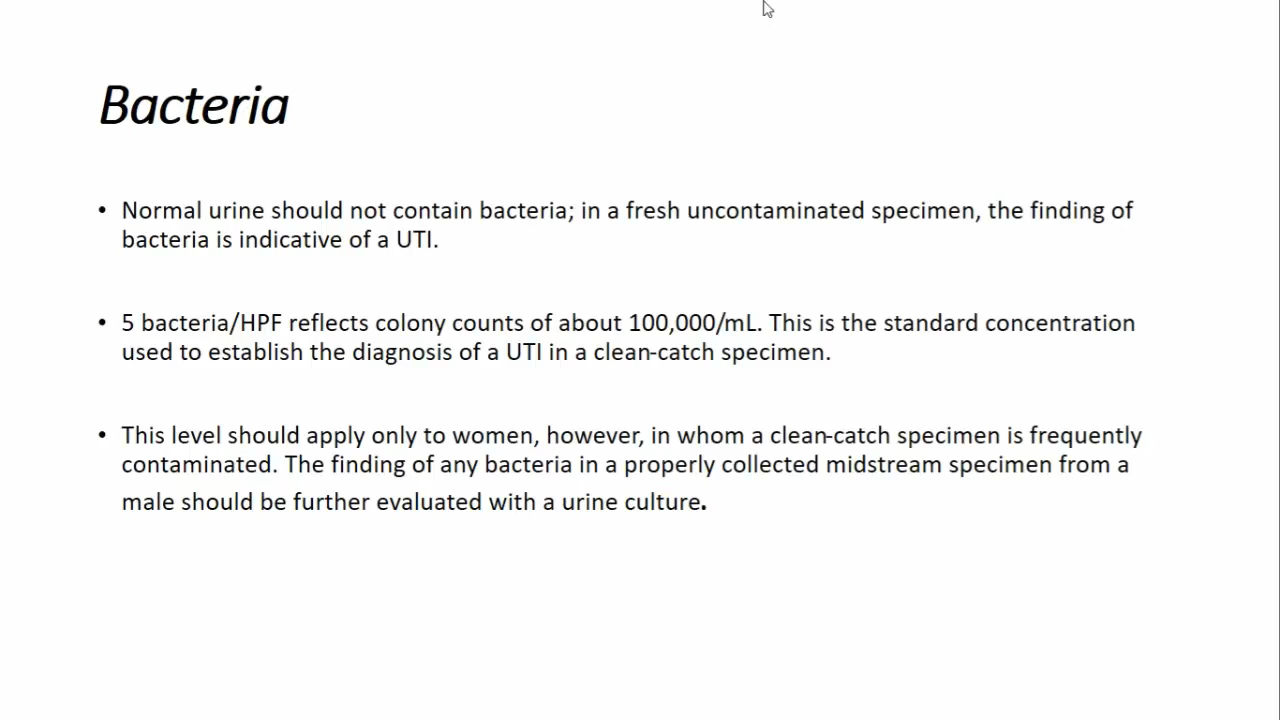 Bacteria
• Normal urine should not contain bacteria; in a fresh uncontaminated specimen, the finding of
bacteria is indicative of a UTI.
• 5 bacteria/HPF reflects colony counts of about 100,000/mL. This is the standard concentration
used to establish the diagnosis of a UTI in a clean-catch specimen.
• This level should apply only to women, however, in whom a clean-catch specimen is frequently
contaminated. The finding of any bacteria in a properly collected midstream specimen from a
male should be further evaluated with a urine culture.